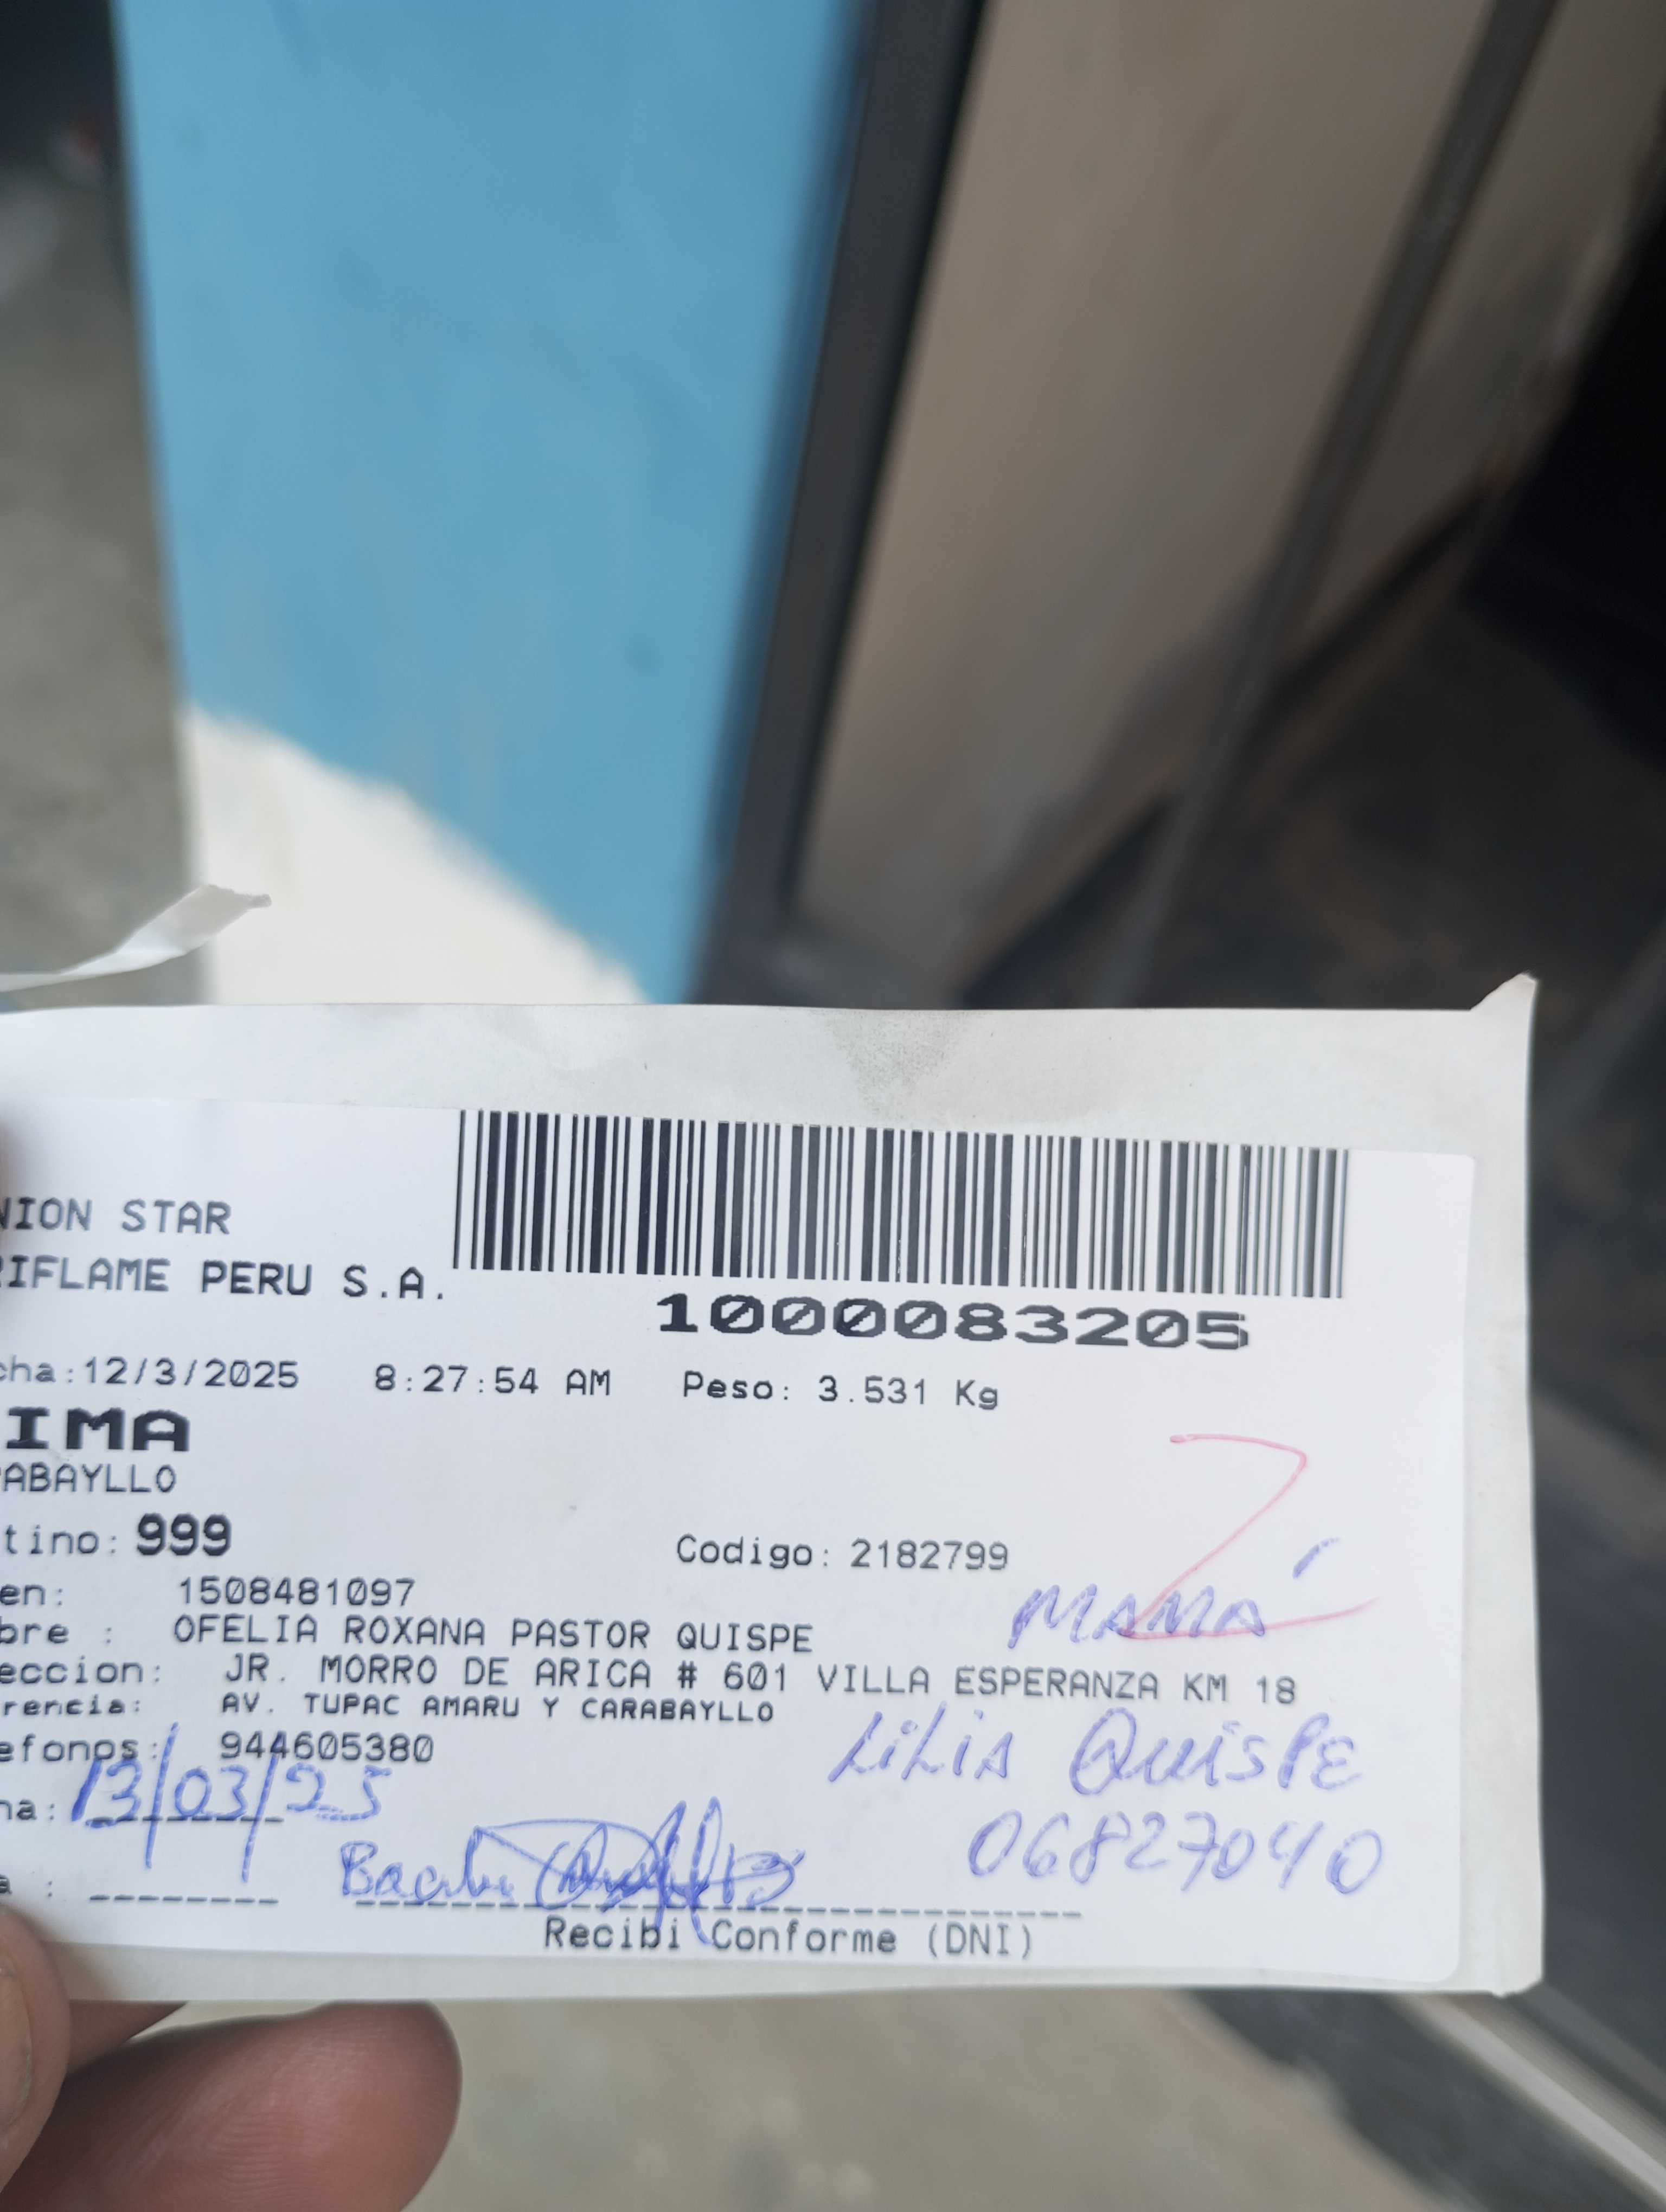 NION STAR
RIFLAME PERU S.A.
1000083205
cha:12/3/2025 8:27:54 AM Peso: 3.531 Kg
IMA
ABAYLLO
tino: 999 Codigo: 2182799
en: 1508481097
bre : OFELIA ROXANA PASTOR QUISPE MAMÁ
eccion: JR. MORRO DE ARICA # 601 VILLA ESPERANZA KM 18
rencia: AV. TUPAC AMARU Y CARABAYLLO
efonos: 944605380 LiLiA QuisPE
na: 13/03/25 06827040
a :
Recibi Conforme (DNI)